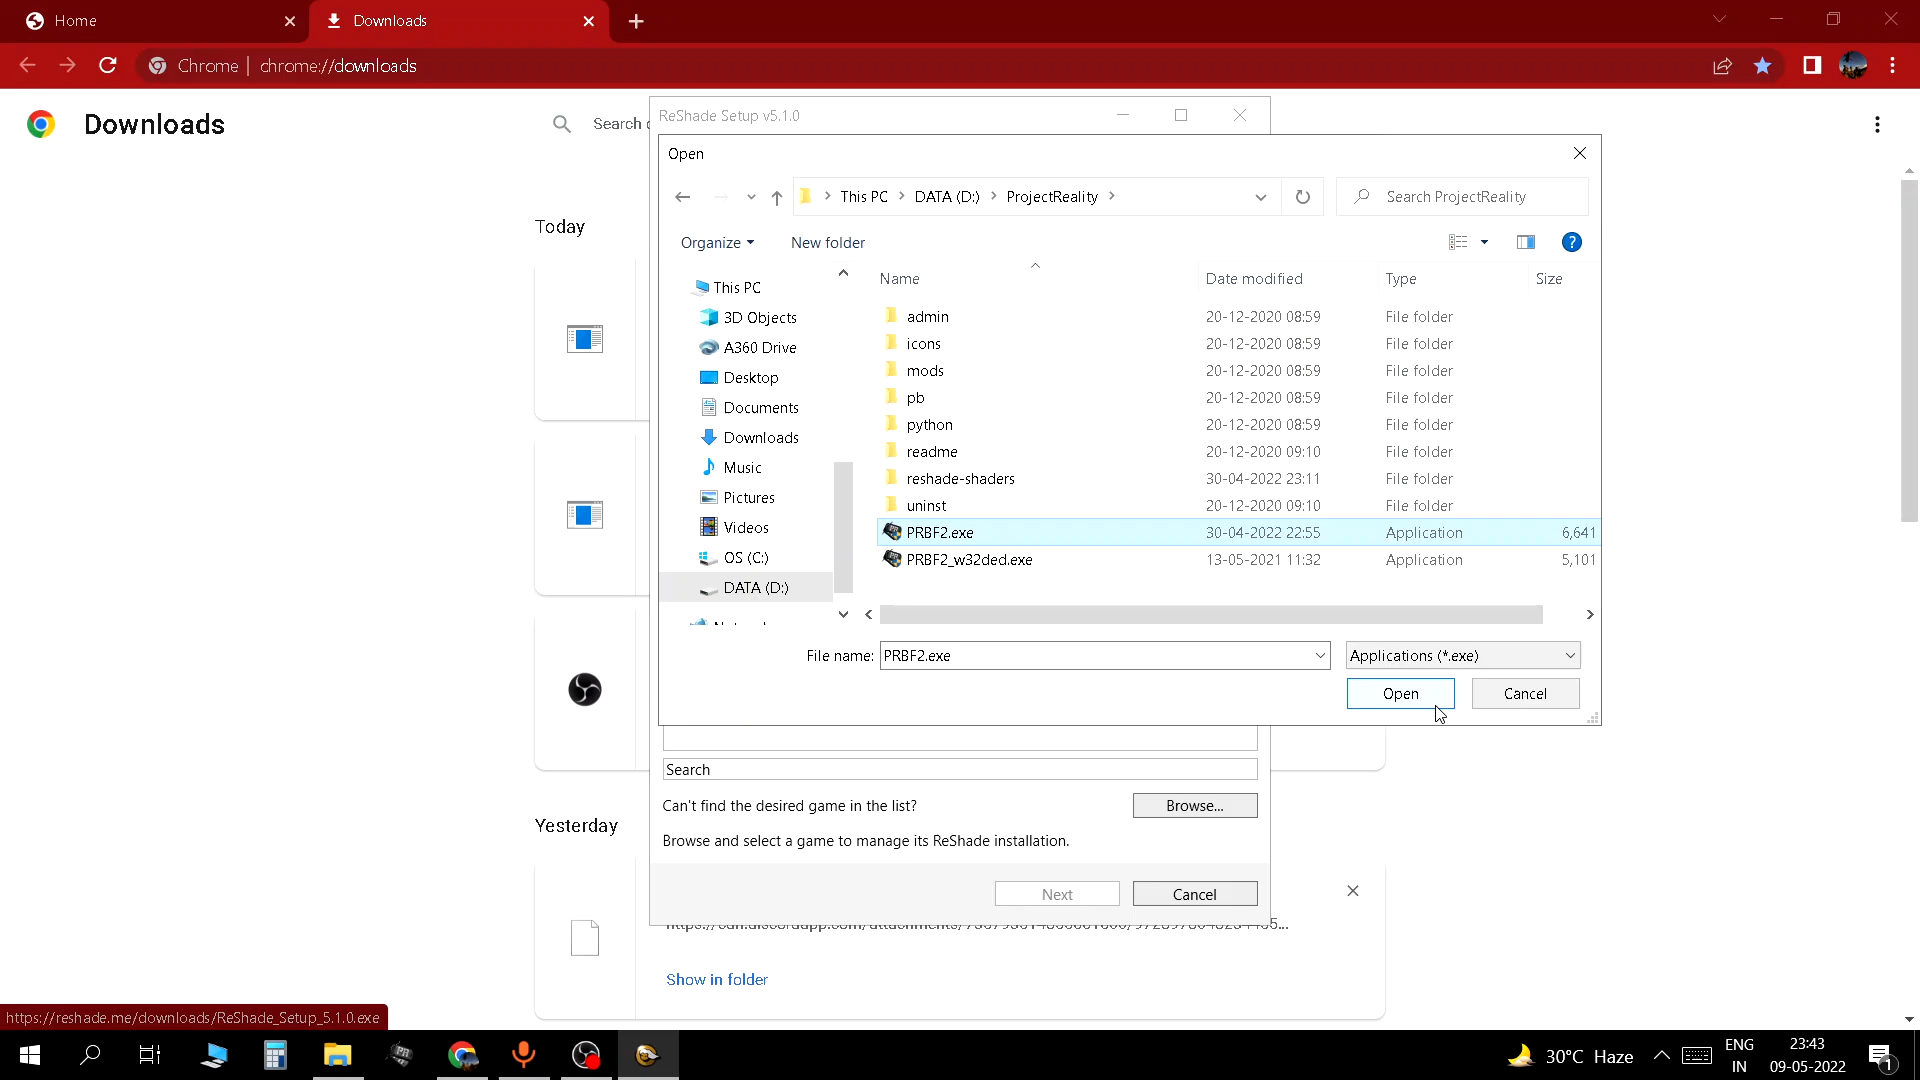 Home
Downloads
Chrome | chrome://downloads
Downloads
Search
ReShade Setup v5.1.0
Open
This PC > DATA (D:) > ProjectReality >
Search ProjectReality
Organize
New folder
Name Date modified Type Size
This PC
3D Objects
A360 Drive
Desktop
Documents
Downloads
Music
Pictures
Videos
OS (C:)
DATA (D:)
admin 20-12-2020 08:59 File folder
icons 20-12-2020 08:59 File folder
mods 20-12-2020 08:59 File folder
pb 20-12-2020 08:59 File folder
python 20-12-2020 08:59 File folder
readme 20-12-2020 09:10 File folder
reshade-shaders 30-04-2022 23:11 File folder
uninst 20-12-2020 09:10 File folder
PRBF2.exe 30-04-2022 22:55 Application 6,641
PRBF2_w32ded.exe 13-05-2021 11:32 Application 5,101
File name: PRBF2.exe
Applications (*.exe)
Open
Cancel
Today
Search
Can't find the desired game in the list?
Browse...
Browse and select a game to manage its ReShade installation.
Next
Cancel
Yesterday
Show in folder
https://reshade.me/downloads/ReShade_Setup_5.1.0.exe
30°C Haze
ENG
IN
23:43
09-05-2022
1